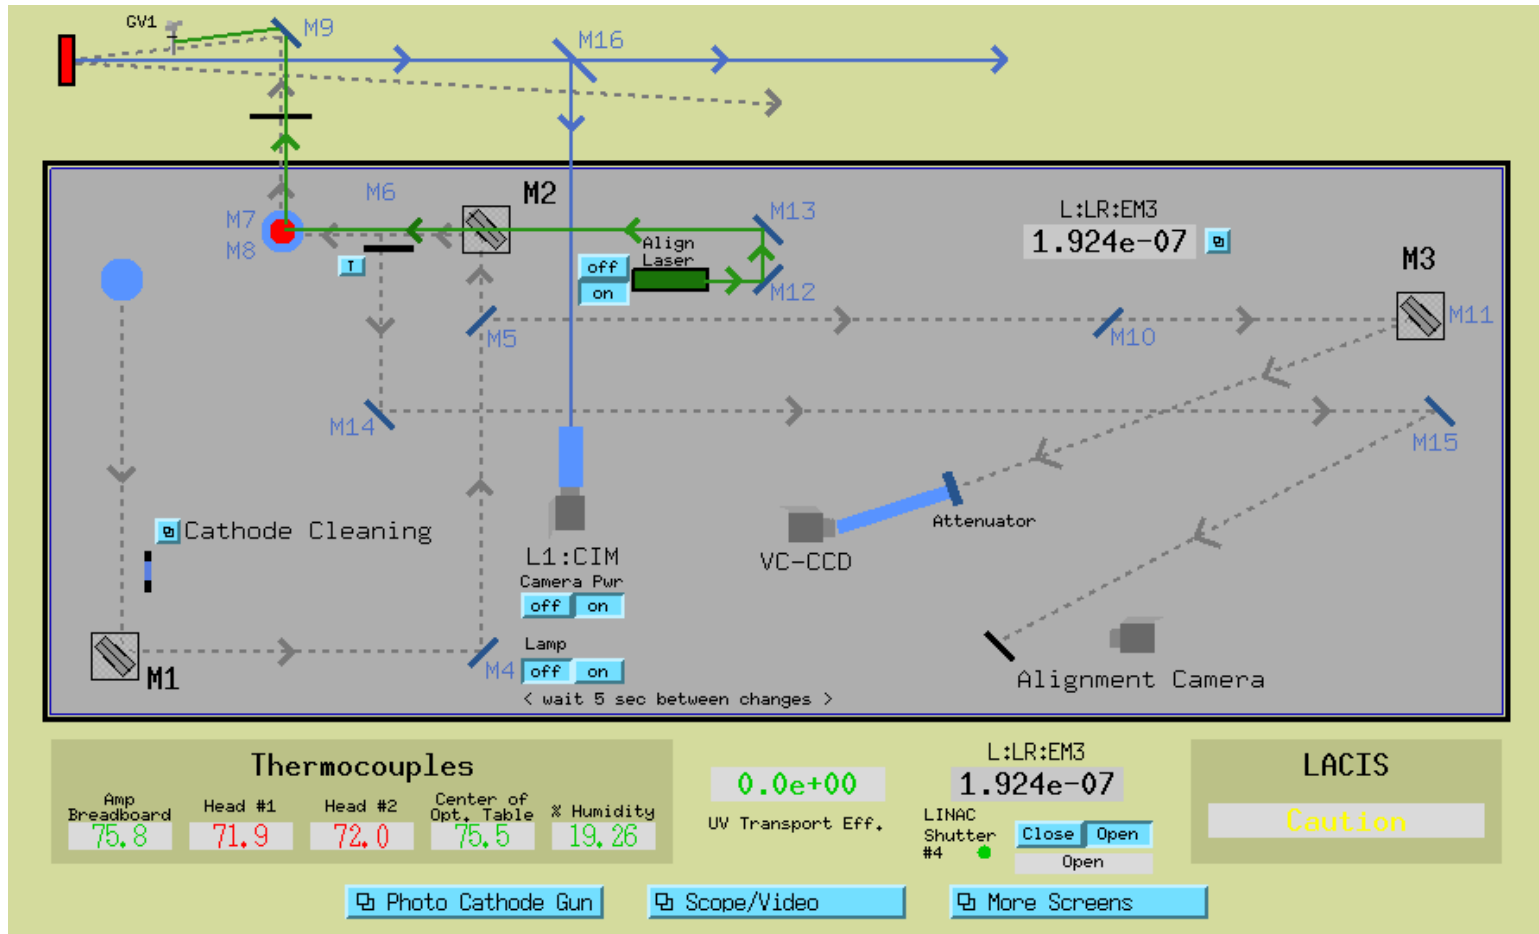 GV1
M9
M16
M6
M2
M7
M8
M13
Align
Laser
off
on
M12
T
L:LR:EM3
1.924e-07
M3
M11
M5
M10
M14
M15
Attenuator
Cathode Cleaning
VC-CCD
L1:CIM
Camera Pwr
off on
Lamp
off on
< wait 5 sec between changes >
M4
M1
Alignment Camera
Thermocouples
Amp
Breadboard
75.8
Head #1
71.9
Head #2
72.0
Center of
Opt. Table
75.5
% Humidity
19.26
0.0e+00
UV Transport Eff.
L:LR:EM3
1.924e-07
LINAC
Shutter
#4
Close Open
Open
LACIS
Caution
Photo Cathode Gun
Scope/Video
More Screens